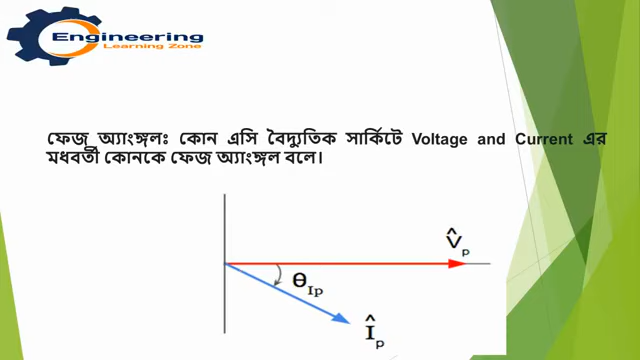 Engineering
Learning Zone
ফেজ অ্যাংঙ্গলঃ কোন এসি বৈদ্যুতিক সার্কিটে Voltage and Current এর
মধবর্তী কোনকে ফেজ অ্যাংঙ্গল বলে।
V̂p
θIp
Îp